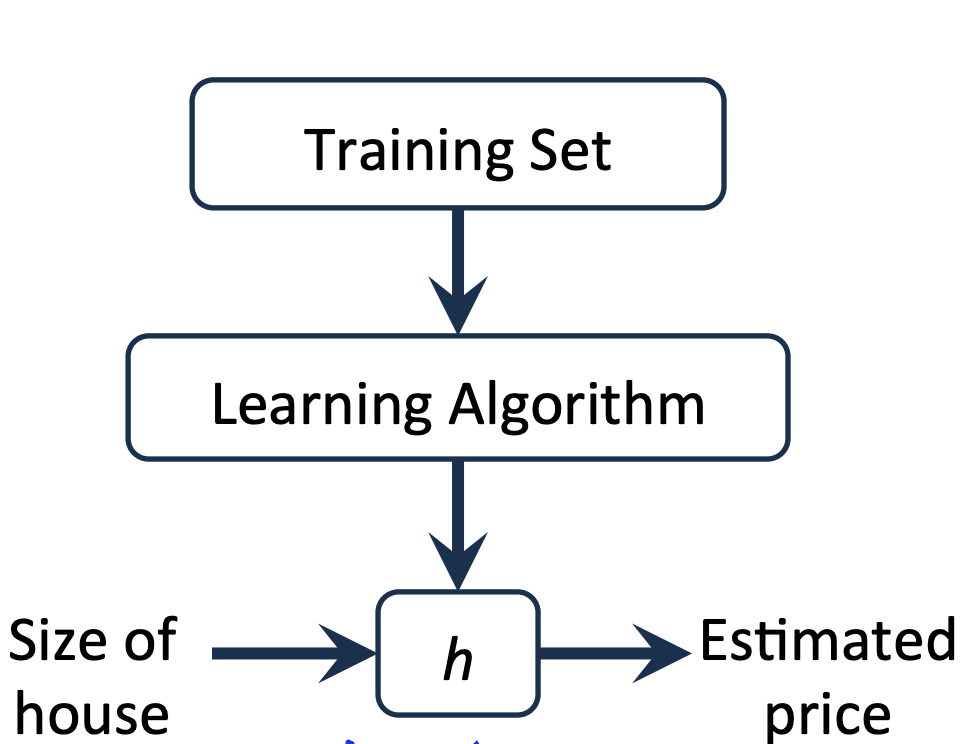 Training Set
Learning Algorithm
Size of
house
h
Estimated
price